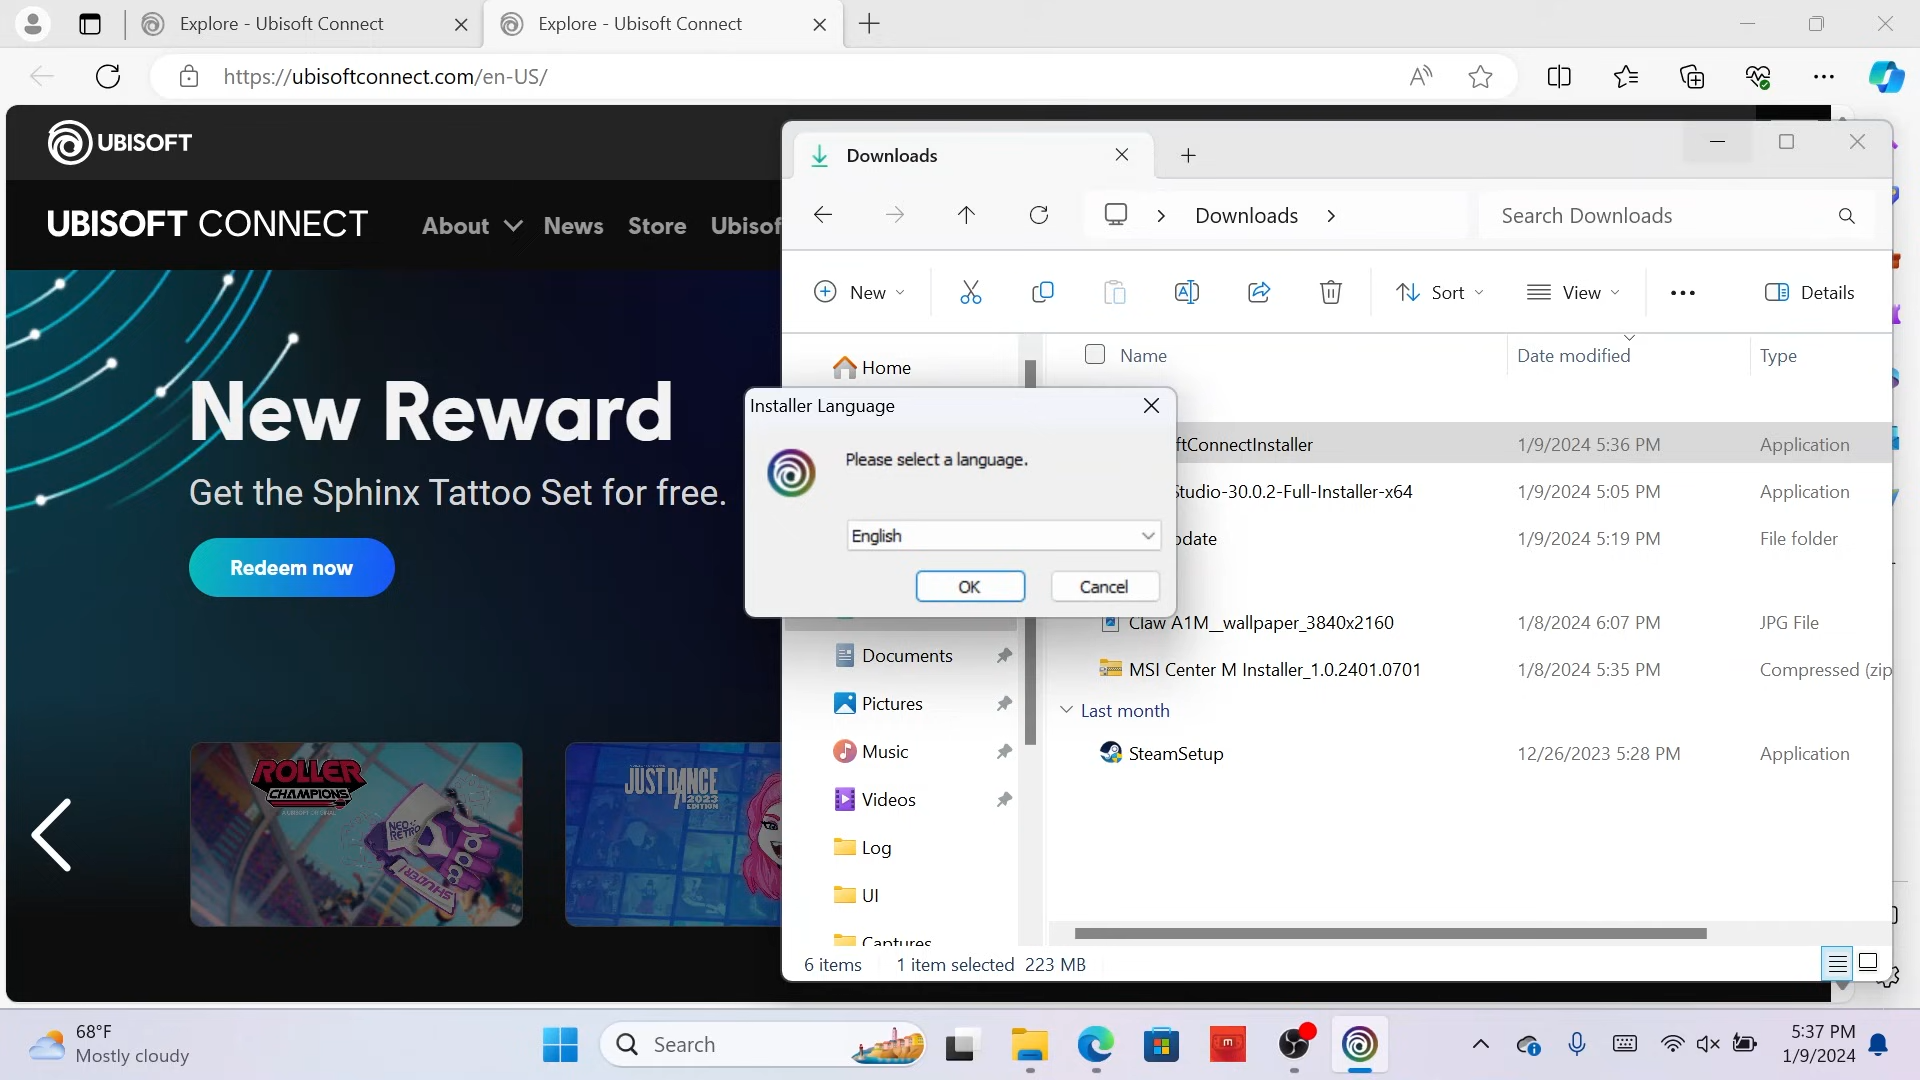 Explore - Ubisoft Connect
Explore - Ubisoft Connect
https://ubisoftconnect.com/en-US/
UBISOFT
UBISOFT CONNECT
About
News
Store
Ubisof
New Reward
Get the Sphinx Tattoo Set for free.
Redeem now
ROLLER
CHAMPIONS
JUST DANCE
2023
EDITION
Downloads
Downloads
Search Downloads
New
Sort
View
Details
Name
Date modified
Type
Home
Documents
Pictures
Music
Videos
Log
UI
Captures
ftConnectInstaller 1/9/2024 5:36 PM Application
Studio-30.0.2-Full-Installer-x64 1/9/2024 5:05 PM Application
pdate 1/9/2024 5:19 PM File folder
Claw A1M__wallpaper_3840x2160 1/8/2024 6:07 PM JPG File
MSI Center M Installer_1.0.2401.0701 1/8/2024 5:35 PM Compressed (zip
Last month
SteamSetup 12/26/2023 5:28 PM Application
6 items 1 item selected 223 MB
Installer Language
Please select a language.
English
OK
Cancel
68°F
Mostly cloudy
Search
5:37 PM
1/9/2024